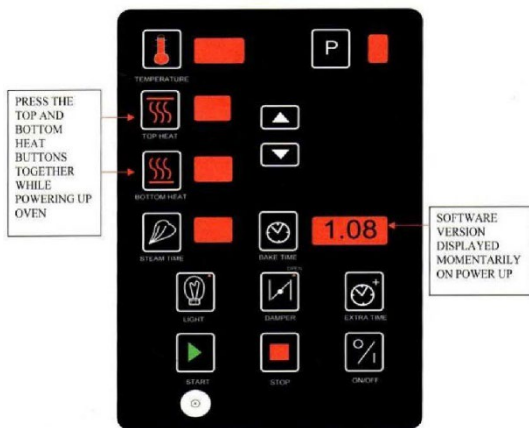 P
TEMPERATURE
PRESS THE
TOP AND
BOTTOM
HEAT
BUTTONS
TOGETHER
WHILE
POWERING UP
OVEN
TOP HEAT
BOTTOM HEAT
1.08
STEAM TIME
BAKE TIME
SOFTWARE
VERSION
DISPLAYED
MOMENTARILY
ON POWER UP
OPEN
LIGHT
DAMPER
EXTRA TIME
START
STOP
ON/OFF